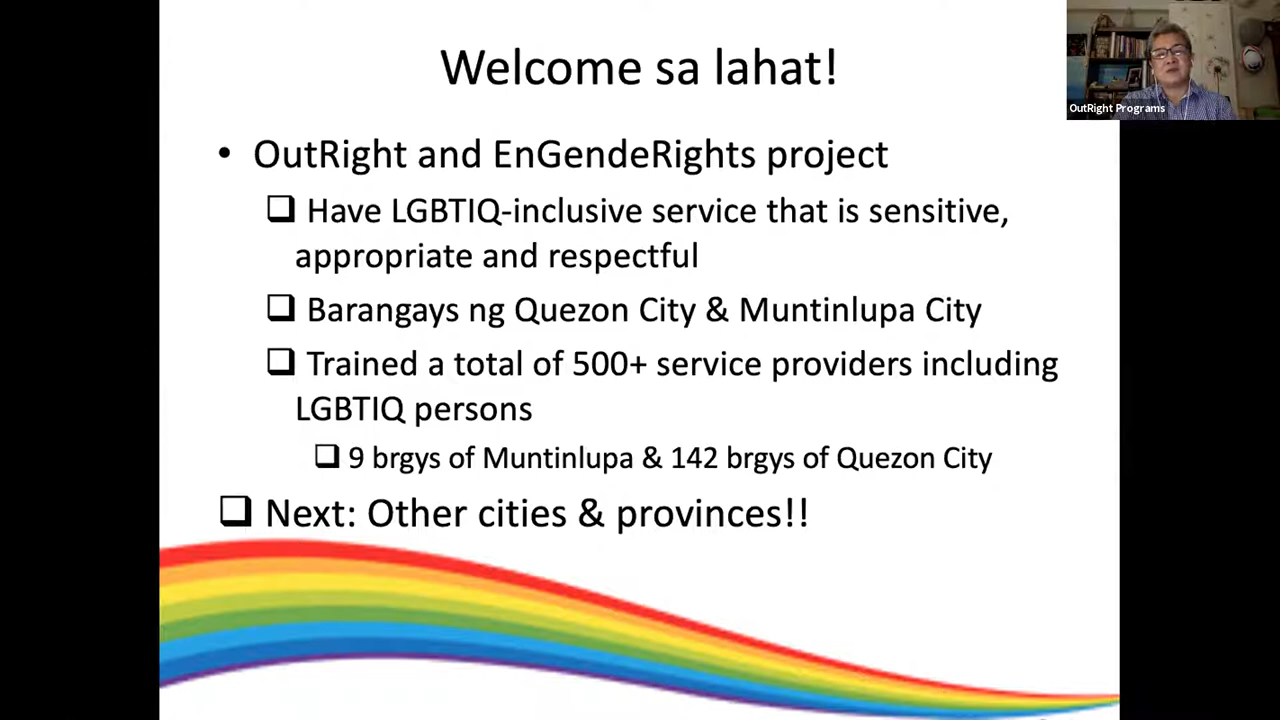 Welcome sa lahat!
OutRight Programs
• OutRight and EnGendeRights project
❑ Have LGBTIQ-inclusive service that is sensitive,
appropriate and respectful
❑ Barangays ng Quezon City & Muntinlupa City
❑ Trained a total of 500+ service providers including
LGBTIQ persons
❑ 9 brgys of Muntinlupa & 142 brgys of Quezon City
❑ Next: Other cities & provinces!!